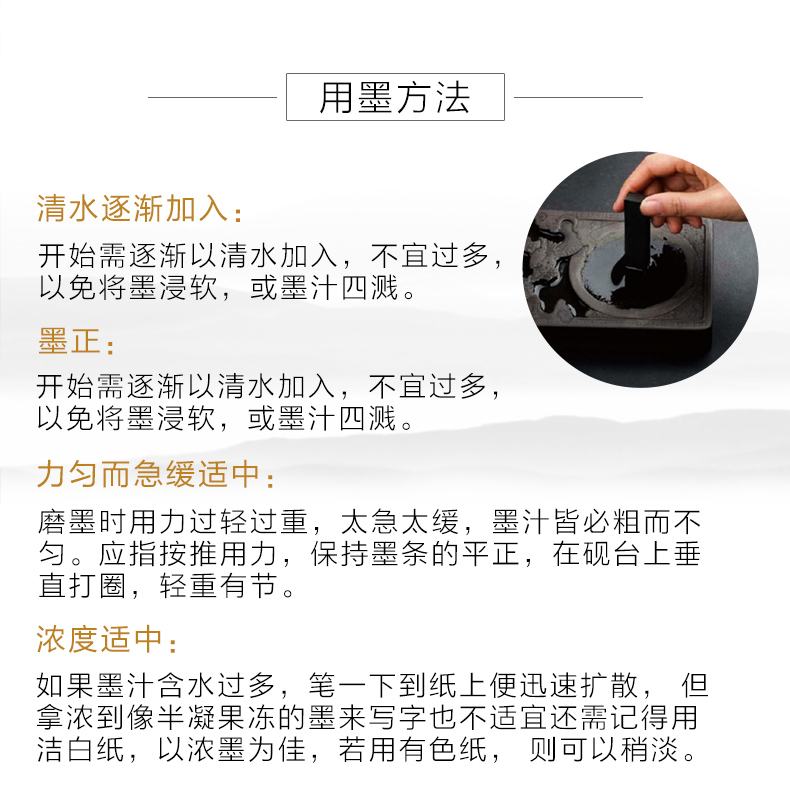 用墨方法
清水逐渐加入：
开始需逐渐以清水加入，不宜过多，
以免将墨浸软，或墨汁四溅。
墨正：
开始需逐渐以清水加入，不宜过多，
以免将墨浸软，或墨汁四溅。
力匀而急缓适中：
磨墨时用力过轻过重，太急太缓，墨汁皆必粗而不
匀。应指按推用力，保持墨条的平正，在砚台上垂
直打圈，轻重有节。
浓度适中：
如果墨汁含水过多，笔一下到纸上便迅速扩散， 但
拿浓到像半凝果冻的墨来写字也不适宜还需记得用
洁白纸，以浓墨为佳，若用有色纸， 则可以稍淡。